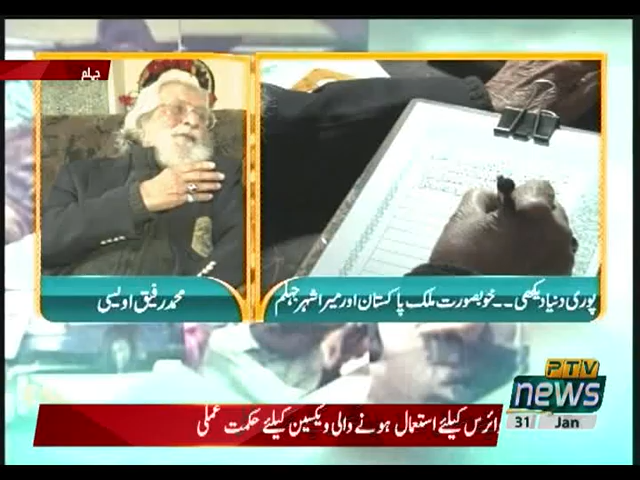 جہلم
پوری دنیا دیکھی۔۔خوبصورت ملک پاکستان اور میرا شہر جہلم
محمد رفیق اویسی
PTV
news
31 Jan
وائرس کیلئے استعمال ہونے والی ویکسین کیلئے حکمت عملی